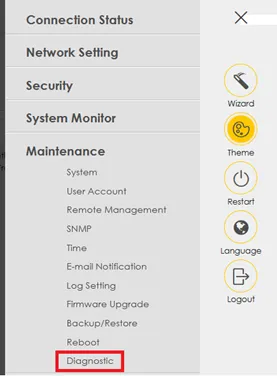 Connection Status
Network Setting
Security
System Monitor
Maintenance
System
User Account
Remote Management
SNMP
Time
E-mail Notification
Log Setting
Firmware Upgrade
Backup/Restore
Reboot
Diagnostic
Wizard
Theme
Restart
Language
Logout